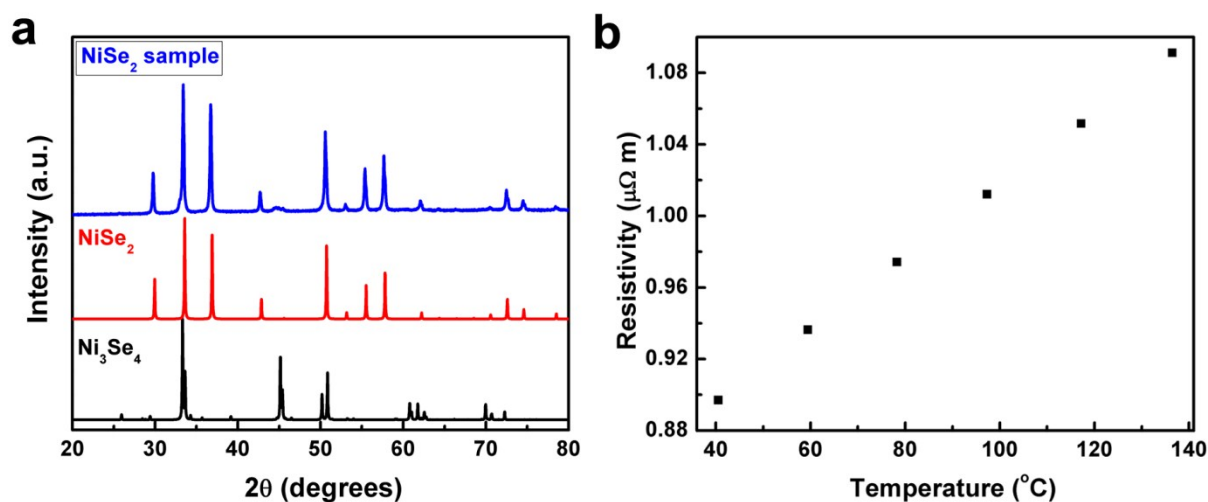 a
NiSe₂ sample
NiSe₂
Ni₃Se₄
Intensity (a.u.)
20 30 40 50 60 70 80
2θ (degrees)
b
1.08
1.04
1.00
0.96
0.92
0.88
Resistivity (μΩ m)
40 60 80 100 120 140
Temperature (°C)